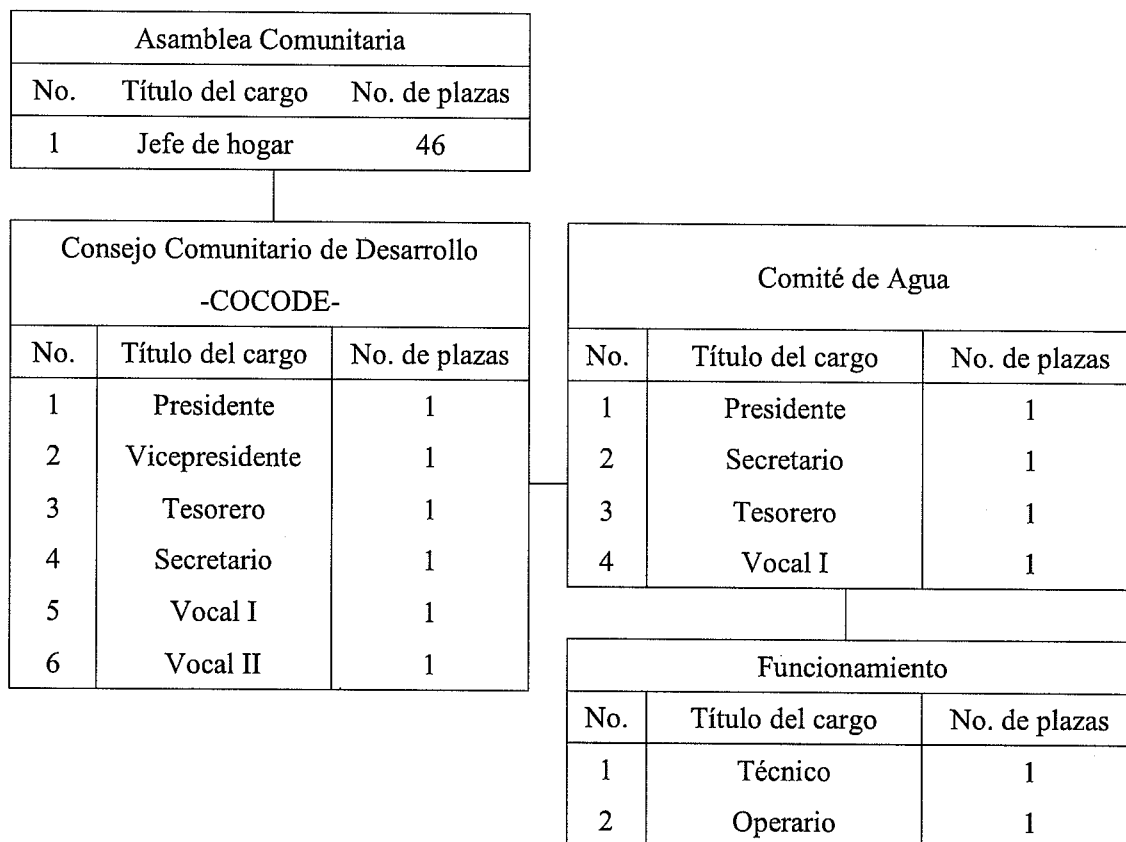 Asamblea Comunitaria
No. Título del cargo No. de plazas
1 Jefe de hogar 46
Consejo Comunitario de Desarrollo
-COCODE-
No. Título del cargo No. de plazas
1 Presidente 1
2 Vicepresidente 1
3 Tesorero 1
4 Secretario 1
5 Vocal I 1
6 Vocal II 1
Comité de Agua
No. Título del cargo No. de plazas
1 Presidente 1
2 Secretario 1
3 Tesorero 1
4 Vocal I 1
Funcionamiento
No. Título del cargo No. de plazas
1 Técnico 1
2 Operario 1